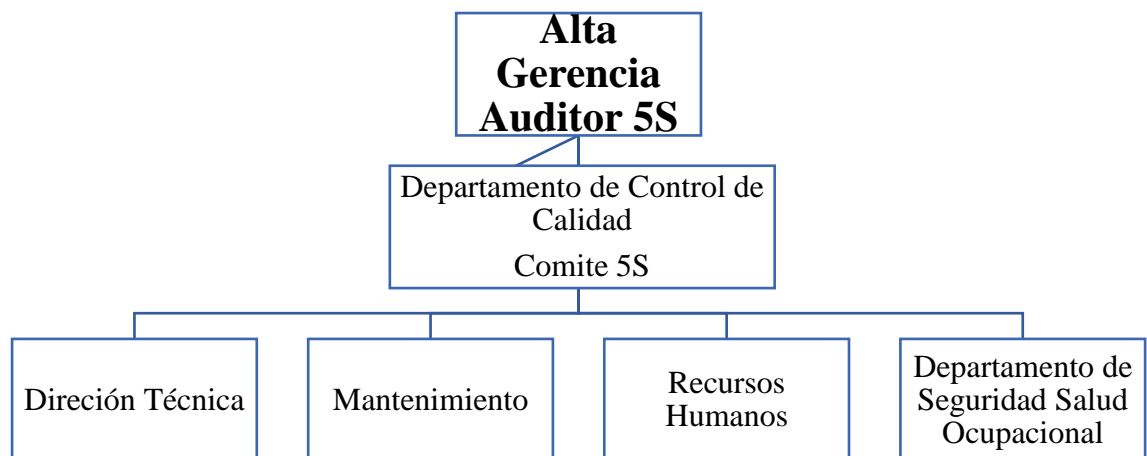 Alta
Gerencia
Auditor 5S
Departamento de Control de
Calidad
Comite 5S
Direción Técnica
Mantenimiento
Recursos
Humanos
Departamento de
Seguridad Salud
Ocupacional